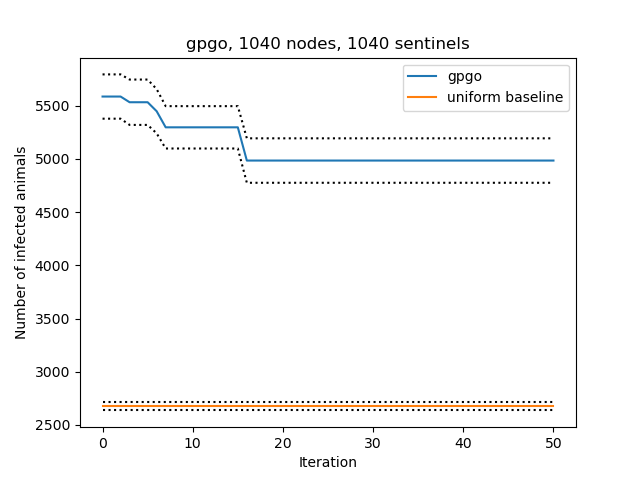 gpgo, 1040 nodes, 1040 sentinels
gpgo
uniform baseline
Number of infected animals
5500
5000
4500
4000
3500
3000
2500
0 10 20 30 40 50
Iteration